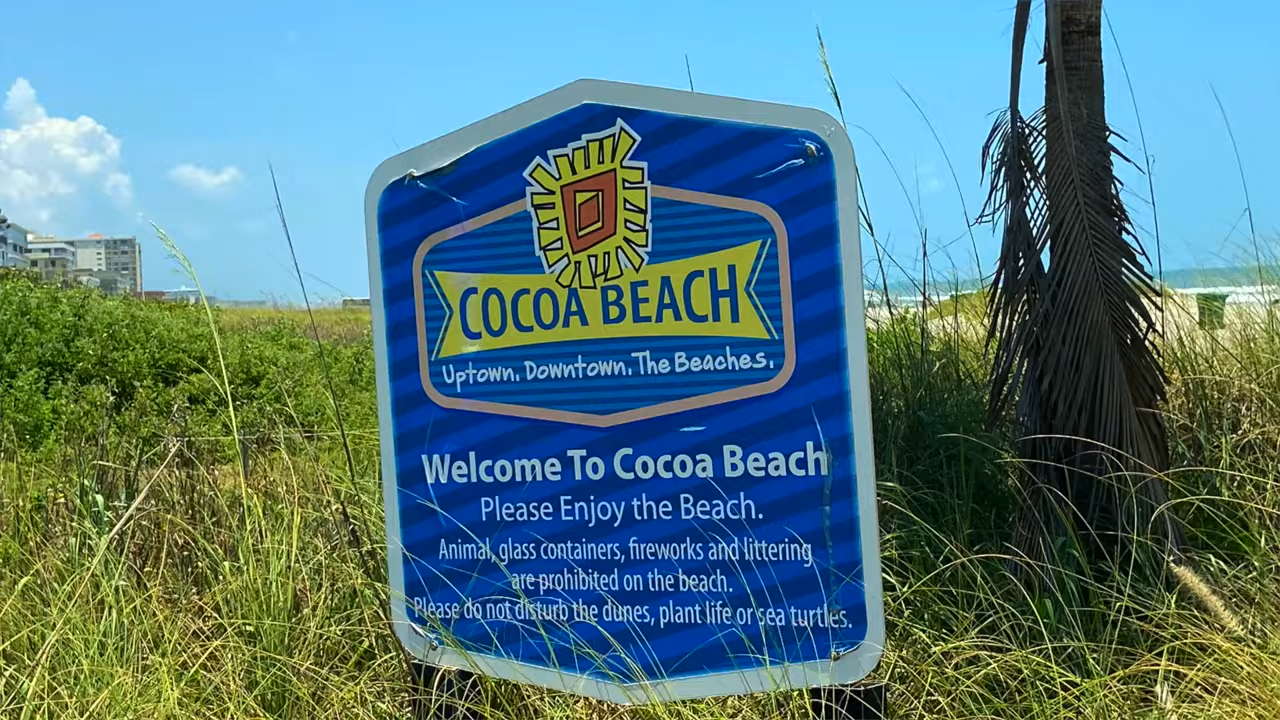 COCOA BEACH
Uptown. Downtown. The Beaches.
Welcome To Cocoa Beach
Please Enjoy the Beach.
Animal, glass containers, fireworks and littering
are prohibited on the beach.
Please do not disturb the dunes, plant life or sea turtles.